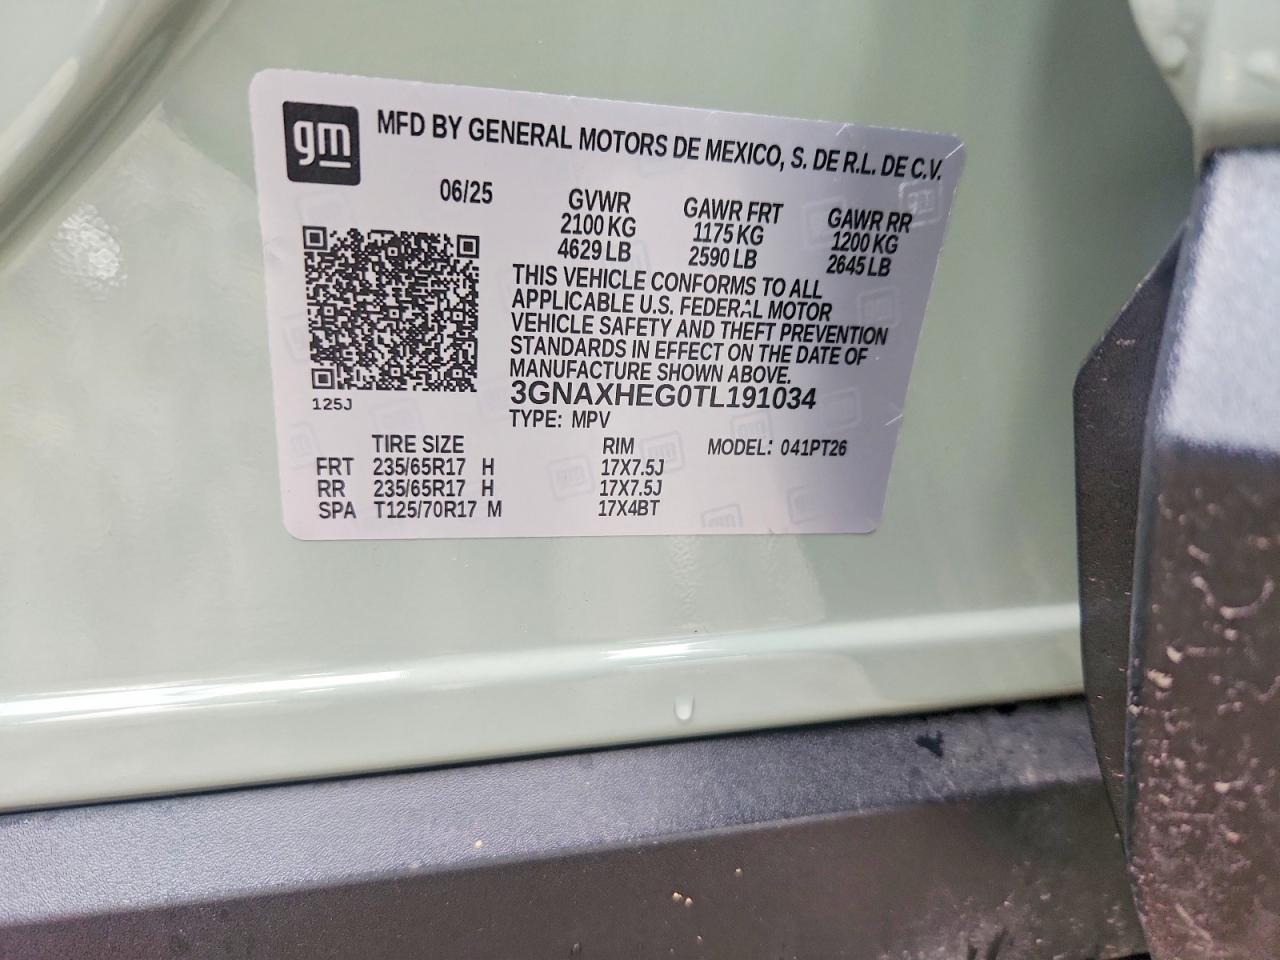 gm
MFD BY GENERAL MOTORS DE MEXICO, S. DE R.L. DE C.V.
06/25
GVWR GAWR FRT GAWR RR
2100 KG 1175 KG 1200 KG
4629 LB 2590 LB 2645 LB
THIS VEHICLE CONFORMS TO ALL
APPLICABLE U.S. FEDERAL MOTOR
VEHICLE SAFETY AND THEFT PREVENTION
STANDARDS IN EFFECT ON THE DATE OF
MANUFACTURE SHOWN ABOVE.
3GNAXHEG0TL191034
125J
TYPE: MPV
TIRE SIZE RIM MODEL: 041PT26
FRT 235/65R17 H 17X7.5J
RR 235/65R17 H 17X7.5J
SPA T125/70R17 M 17X4BT